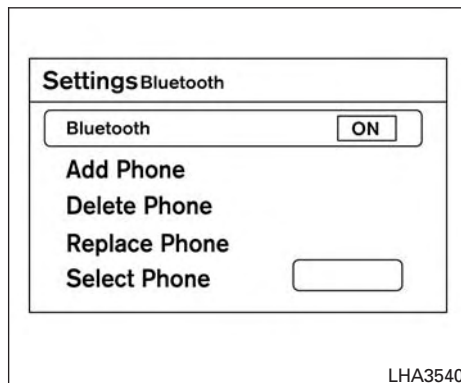 Settings Bluetooth
Bluetooth ON
Add Phone
Delete Phone
Replace Phone
Select Phone
LHA3540